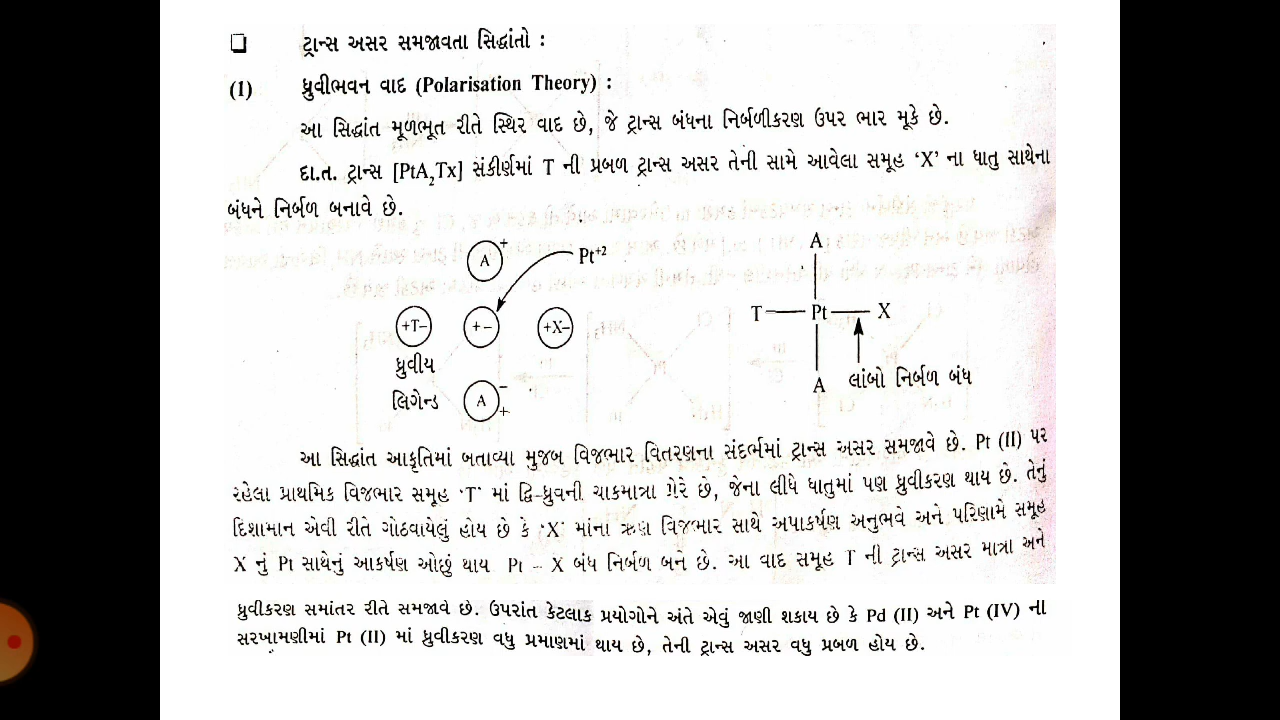 ❑ ટ્રાન્સ અસર સમજાવતા સિદ્ધાંતો :
(1) ધ્રુવીભવન વાદ (Polarisation Theory) :
આ સિદ્ધાંત મૂળભૂત રીતે સ્થિર વાદ છે, જે ટ્રાન્સ બંધના નિર્બળીકરણ ઉપર ભાર મૂકે છે.
દા.ત. ટ્રાન્સ [PtA₂Tx] સંકીર્ણમાં T ની પ્રબળ ટ્રાન્સ અસર તેની સામે આવેલા સમૂહ ‘X’ ના ધાતુ સાથેના
બંધને નિર્બળ બનાવે છે.
A +
Pt⁺²
+T– + – +X–
ધ્રુવીય
લિગેન્ડ
A – +
A
T Pt X
A
લાંબો નિર્બળ બંધ
આ સિદ્ધાંત આકૃતિમાં બતાવ્યા મુજબ વિજભાર વિતરણના સંદર્ભમાં ટ્રાન્સ અસર સમજાવે છે. Pt (II) પર
રહેલા પ્રાથમિક વિજભાર સમૂહ ‘T’ માં દ્વિ-ધ્રુવની ચાકમાત્રા પ્રેરે છે, જેના લીધે ધાતુમાં પણ ધ્રુવીકરણ થાય છે. તેનું
દિશામાન એવી રીતે ગોઠવાયેલું હોય છે કે ‘X’ માંના ઋણ વિજભાર સાથે અપાકર્ષણ અનુભવે અને પરિણામે સમૂહ
X નું Pt સાથેનું આકર્ષણ ઓછું થાય Pt – X બંધ નિર્બળ બને છે. આ વાદ સમૂહ T ની ટ્રાન્સ અસર માત્રા અને
ધ્રુવીકરણ સમાંતર રીતે સમજાવે છે. ઉપરાંત કેટલાક પ્રયોગોને અંતે એવું જાણી શકાય છે કે Pd (II) અને Pt (IV) ની
સરખામણીમાં Pt (II) માં ધ્રુવીકરણ વધુ પ્રમાણમાં થાય છે, તેની ટ્રાન્સ અસર વધુ પ્રબળ હોય છે.